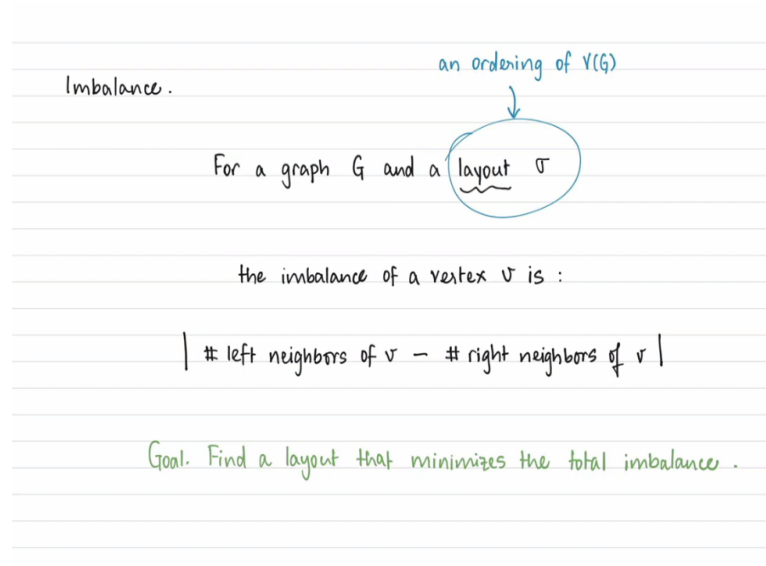 an ordering of V(G)
Imbalance.
For a graph G and a layout σ
the imbalance of a vertex v is :
| # left neighbors of v – # right neighbors of v |
Goal. Find a layout that minimizes the total imbalance.